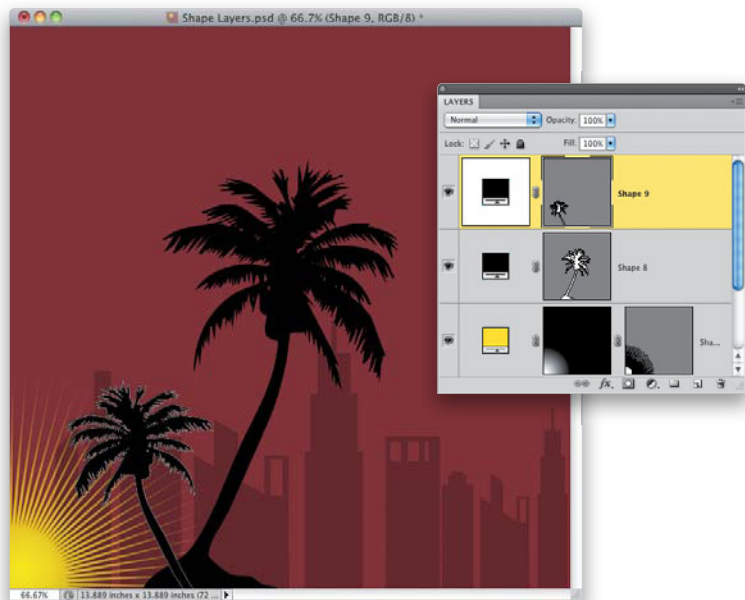 Shape Layers.psd @ 66.7% (Shape 9, RGB/8) *
LAYERS
Normal
Opacity: 100%
Lock:
Fill: 100%
Shape 9
Shape 8
Sha...
fx.
66.67%
13.889 inches x 13.889 inches (72 ...